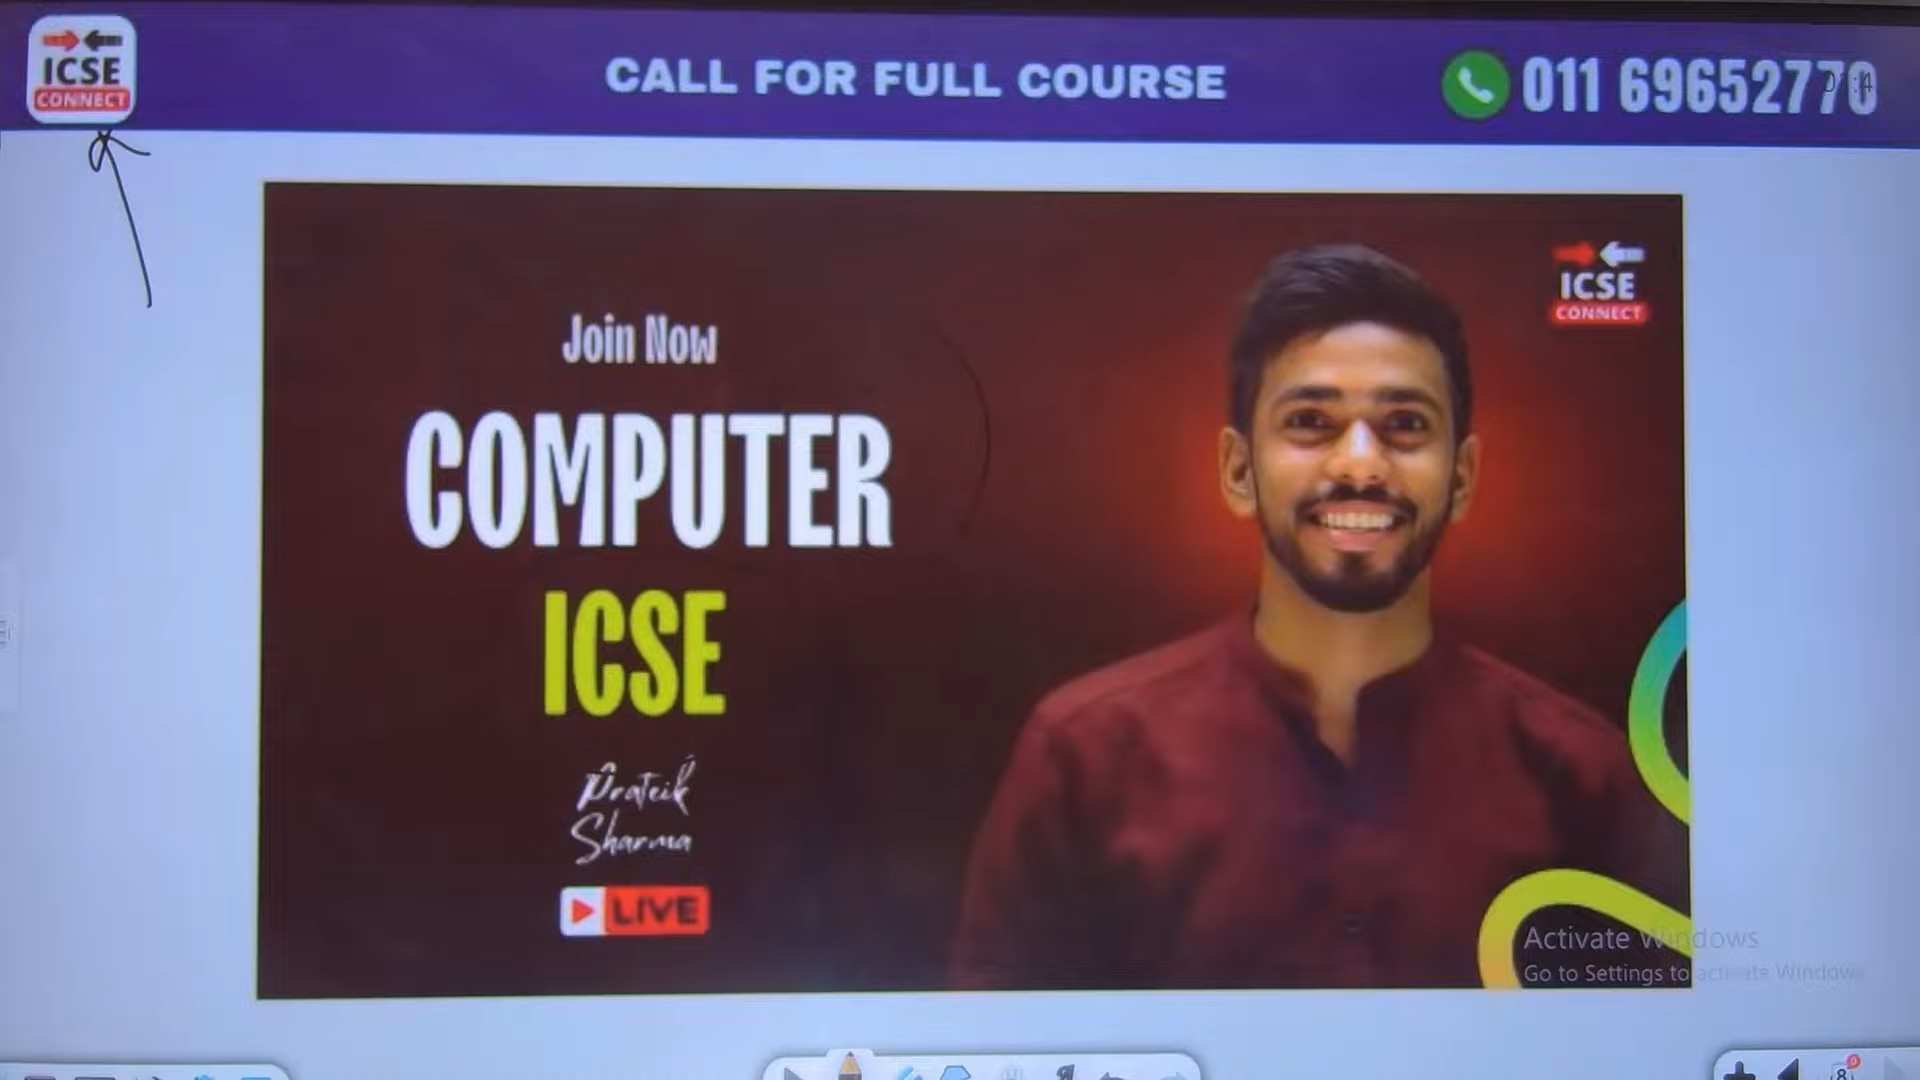 ICSE
CONNECT
CALL FOR FULL COURSE
011 69652770
ICSE
CONNECT
Join Now
COMPUTER
ICSE
Prateik
Sharma
LIVE
Activate Windows
Go to Settings to activate Windows
8